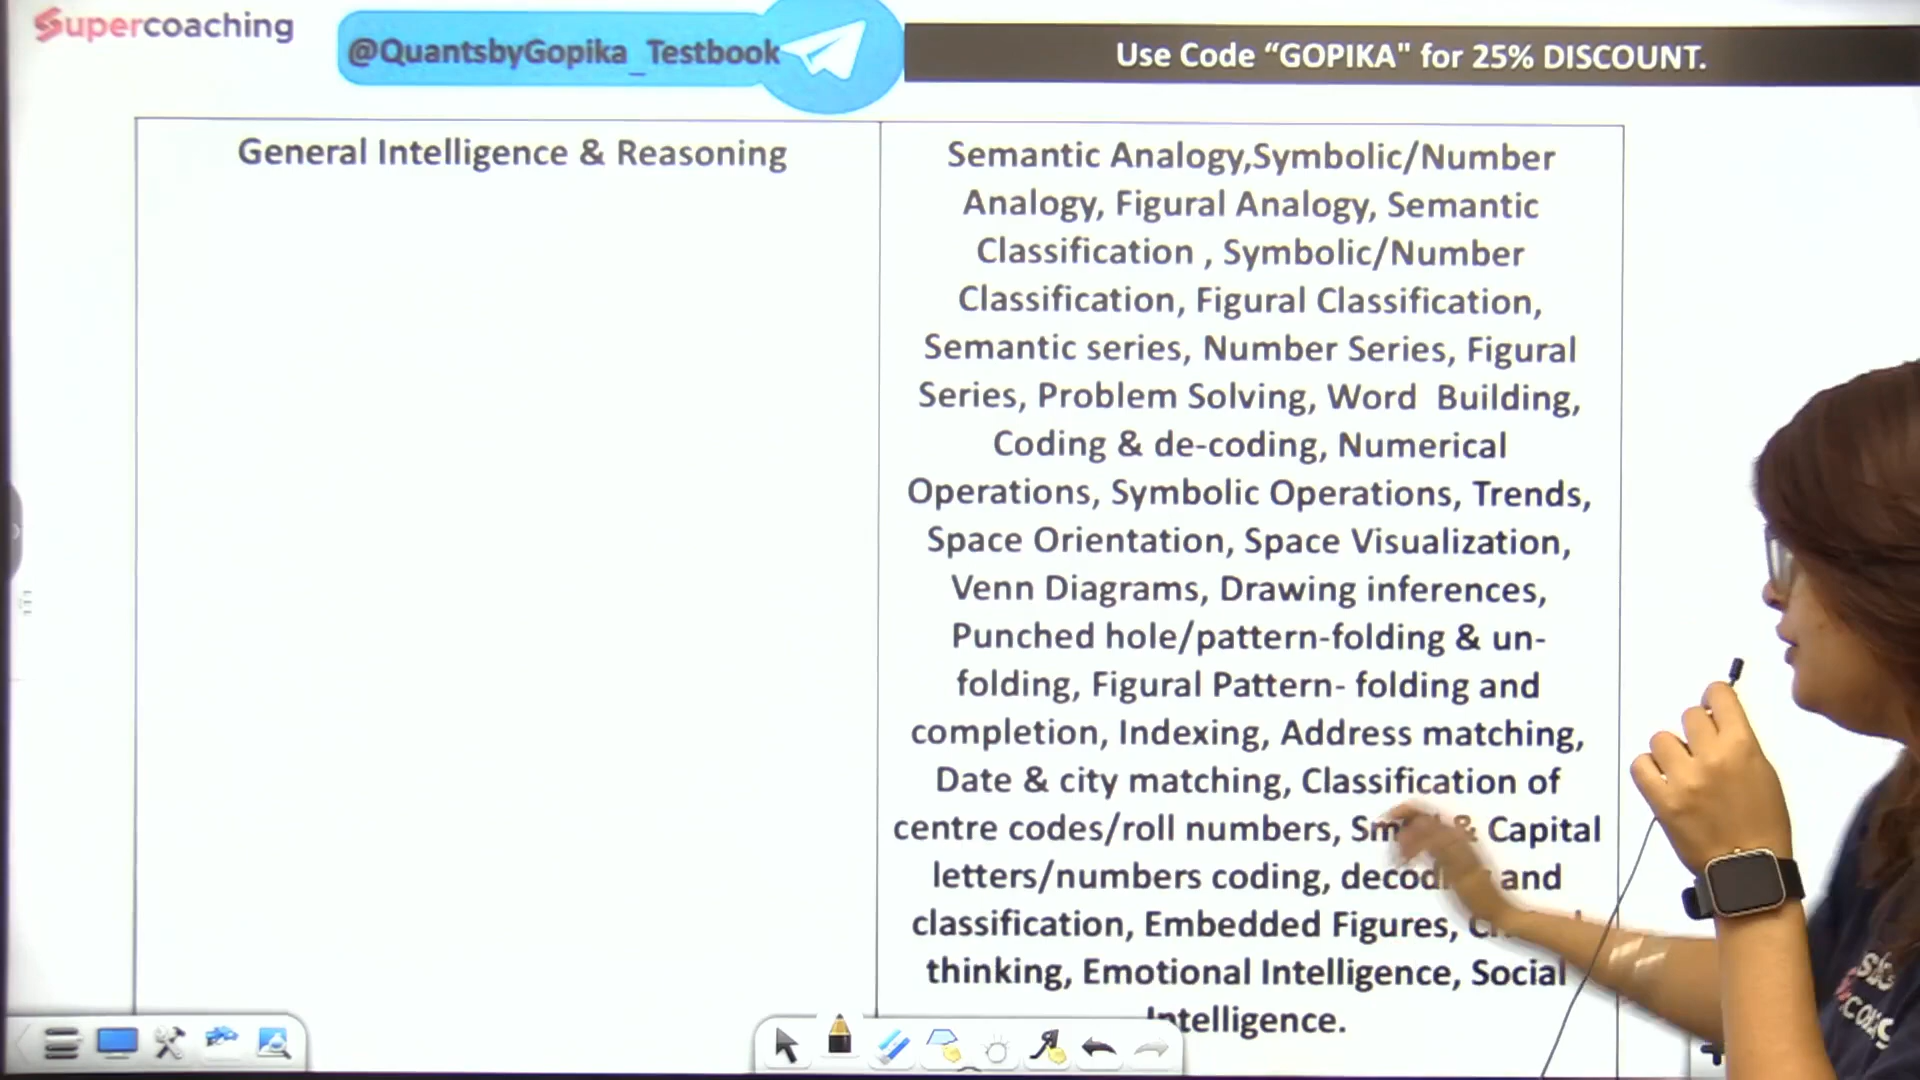 Supercoaching
@QuantsbyGopika_Testbook
Use Code “GOPIKA" for 25% DISCOUNT.
General Intelligence & Reasoning
Semantic Analogy,Symbolic/Number
Analogy, Figural Analogy, Semantic
Classification , Symbolic/Number
Classification, Figural Classification,
Semantic series, Number Series, Figural
Series, Problem Solving, Word Building,
Coding & de-coding, Numerical
Operations, Symbolic Operations, Trends,
Space Orientation, Space Visualization,
Venn Diagrams, Drawing inferences,
Punched hole/pattern-folding & un-
folding, Figural Pattern- folding and
completion, Indexing, Address matching,
Date & city matching, Classification of
centre codes/roll numbers, & Capital
letters/numbers coding, and
classification, Embedded Figures,
thinking, Emotional Intelligence, Social
Intelligence.